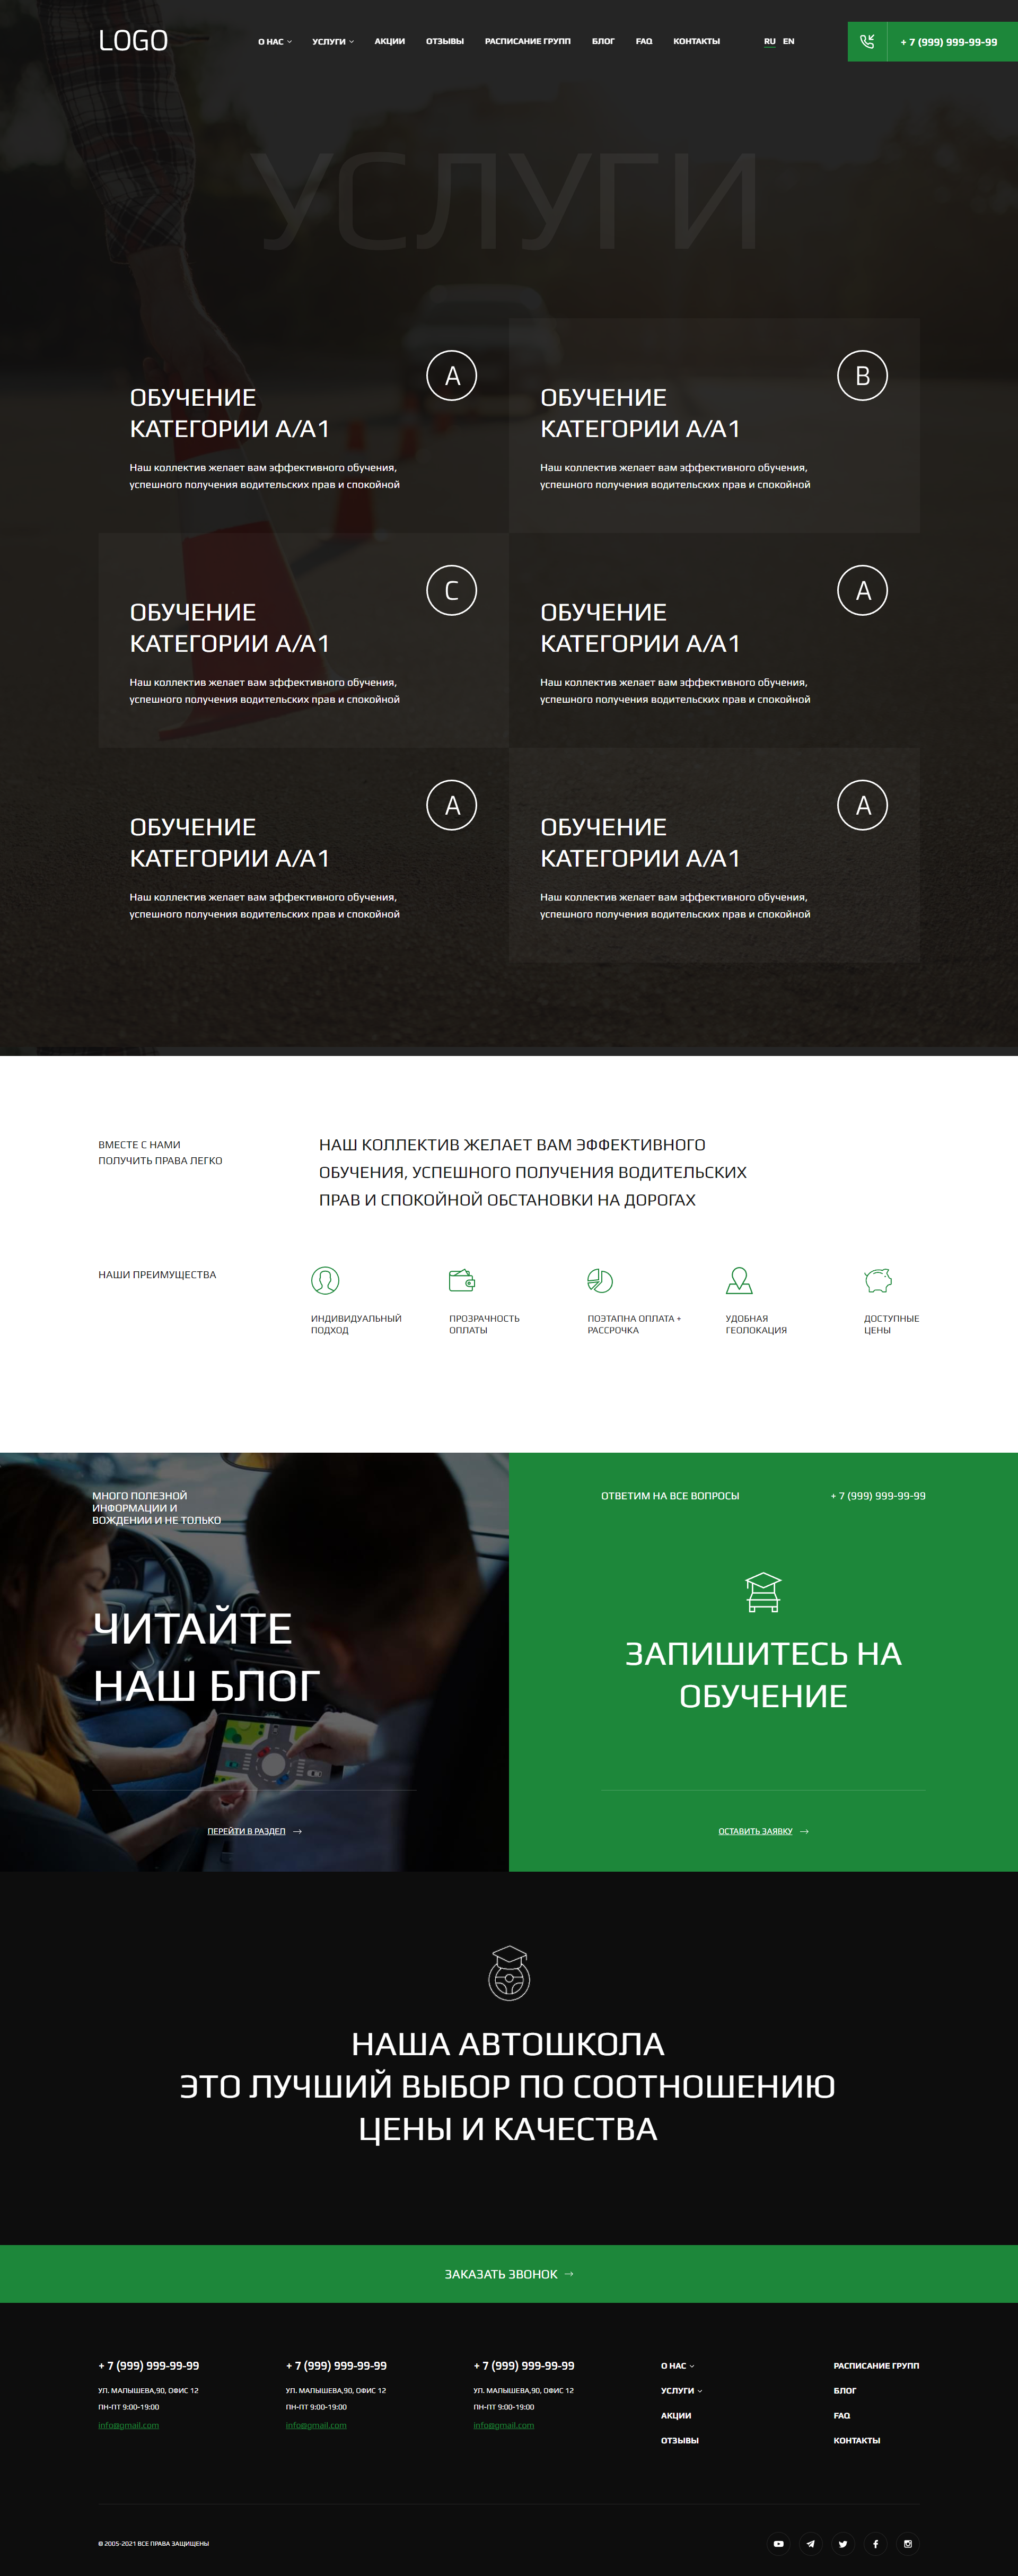 LOGO
О НАС
УСЛУГИ
АКЦИИ
ОТЗЫВЫ
РАСПИСАНИЕ ГРУПП
БЛОГ
FAQ
КОНТАКТЫ
RU EN
+ 7 (999) 999-99-99
УСЛУГИ
A
ОБУЧЕНИЕ
КАТЕГОРИИ А/А1
Наш коллектив желает вам эффективного обучения,
успешного получения водительских прав и спокойной
B
ОБУЧЕНИЕ
КАТЕГОРИИ А/А1
Наш коллектив желает вам эффективного обучения,
успешного получения водительских прав и спокойной
C
ОБУЧЕНИЕ
КАТЕГОРИИ А/А1
Наш коллектив желает вам эффективного обучения,
успешного получения водительских прав и спокойной
A
ОБУЧЕНИЕ
КАТЕГОРИИ А/А1
Наш коллектив желает вам эффективного обучения,
успешного получения водительских прав и спокойной
A
ОБУЧЕНИЕ
КАТЕГОРИИ А/А1
Наш коллектив желает вам эффективного обучения,
успешного получения водительских прав и спокойной
A
ОБУЧЕНИЕ
КАТЕГОРИИ А/А1
Наш коллектив желает вам эффективного обучения,
успешного получения водительских прав и спокойной
ВМЕСТЕ С НАМИ
ПОЛУЧИТЬ ПРАВА ЛЕГКО
НАШ КОЛЛЕКТИВ ЖЕЛАЕТ ВАМ ЭФФЕКТИВНОГО
ОБУЧЕНИЯ, УСПЕШНОГО ПОЛУЧЕНИЯ ВОДИТЕЛЬСКИХ
ПРАВ И СПОКОЙНОЙ ОБСТАНОВКИ НА ДОРОГАХ
НАШИ ПРЕИМУЩЕСТВА
ИНДИВИДУАЛЬНЫЙ
ПОДХОД
ПРОЗРАЧНОСТЬ
ОПЛАТЫ
ПОЭТАПНА ОПЛАТА +
РАССРОЧКА
УДОБНАЯ
ГЕОЛОКАЦИЯ
ДОСТУПНЫЕ
ЦЕНЫ
МНОГО ПОЛЕЗНОЙ
ИНФОРМАЦИИ И
ВОЖДЕНИИ И НЕ ТОЛЬКО
ЧИТАЙТЕ
НАШ БЛОГ
ПЕРЕЙТИ В РАЗДЕЛ
ОТВЕТИМ НА ВСЕ ВОПРОСЫ
+ 7 (999) 999-99-99
ЗАПИШИТЕСЬ НА
ОБУЧЕНИЕ
ОСТАВИТЬ ЗАЯВКУ
НАША АВТОШКОЛА
ЭТО ЛУЧШИЙ ВЫБОР ПО СООТНОШЕНИЮ
ЦЕНЫ И КАЧЕСТВА
ЗАКАЗАТЬ ЗВОНОК
+ 7 (999) 999-99-99
УЛ. МАЛЫШЕВА,90, ОФИС 12
ПН-ПТ 9:00-19:00
info@gmail.com
+ 7 (999) 999-99-99
УЛ. МАЛЫШЕВА,90, ОФИС 12
ПН-ПТ 9:00-19:00
info@gmail.com
+ 7 (999) 999-99-99
УЛ. МАЛЫШЕВА,90, ОФИС 12
ПН-ПТ 9:00-19:00
info@gmail.com
О НАС
УСЛУГИ
АКЦИИ
ОТЗЫВЫ
РАСПИСАНИЕ ГРУПП
БЛОГ
FAQ
КОНТАКТЫ
© 2005-2021 ВСЕ ПРАВА ЗАЩИЩЕНЫ